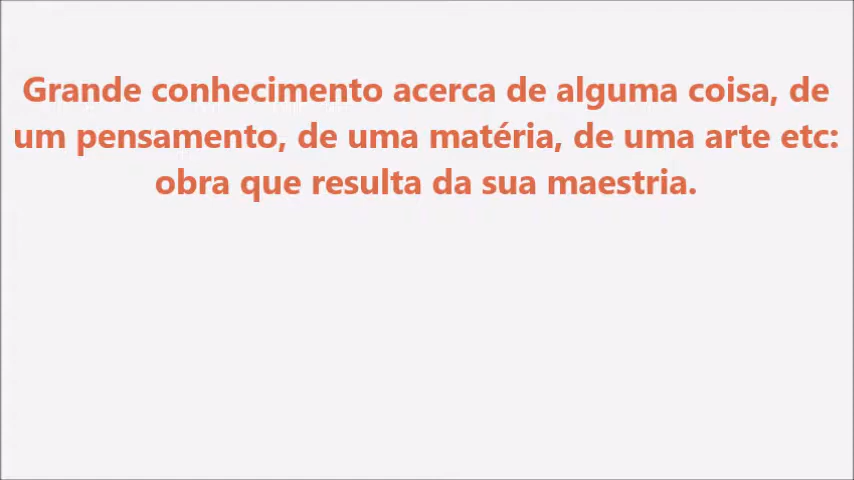 Grande conhecimento acerca de alguma coisa, de
um pensamento, de uma matéria, de uma arte etc:
obra que resulta da sua maestria.